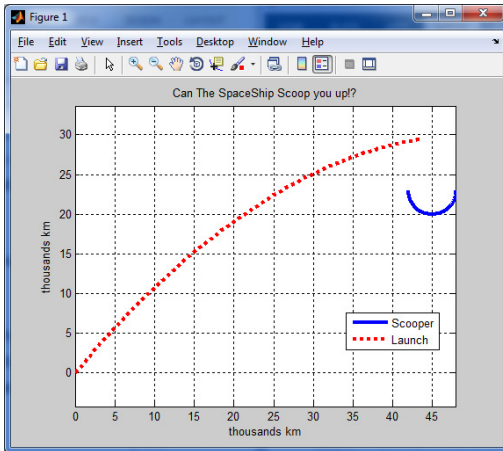 Figure 1
File Edit View Insert Tools Desktop Window Help
Can The SpaceShip Scoop you up!?
thousands km
30
25
20
15
10
5
0
Scooper
Launch
0 5 10 15 20 25 30 35 40 45
thousands km